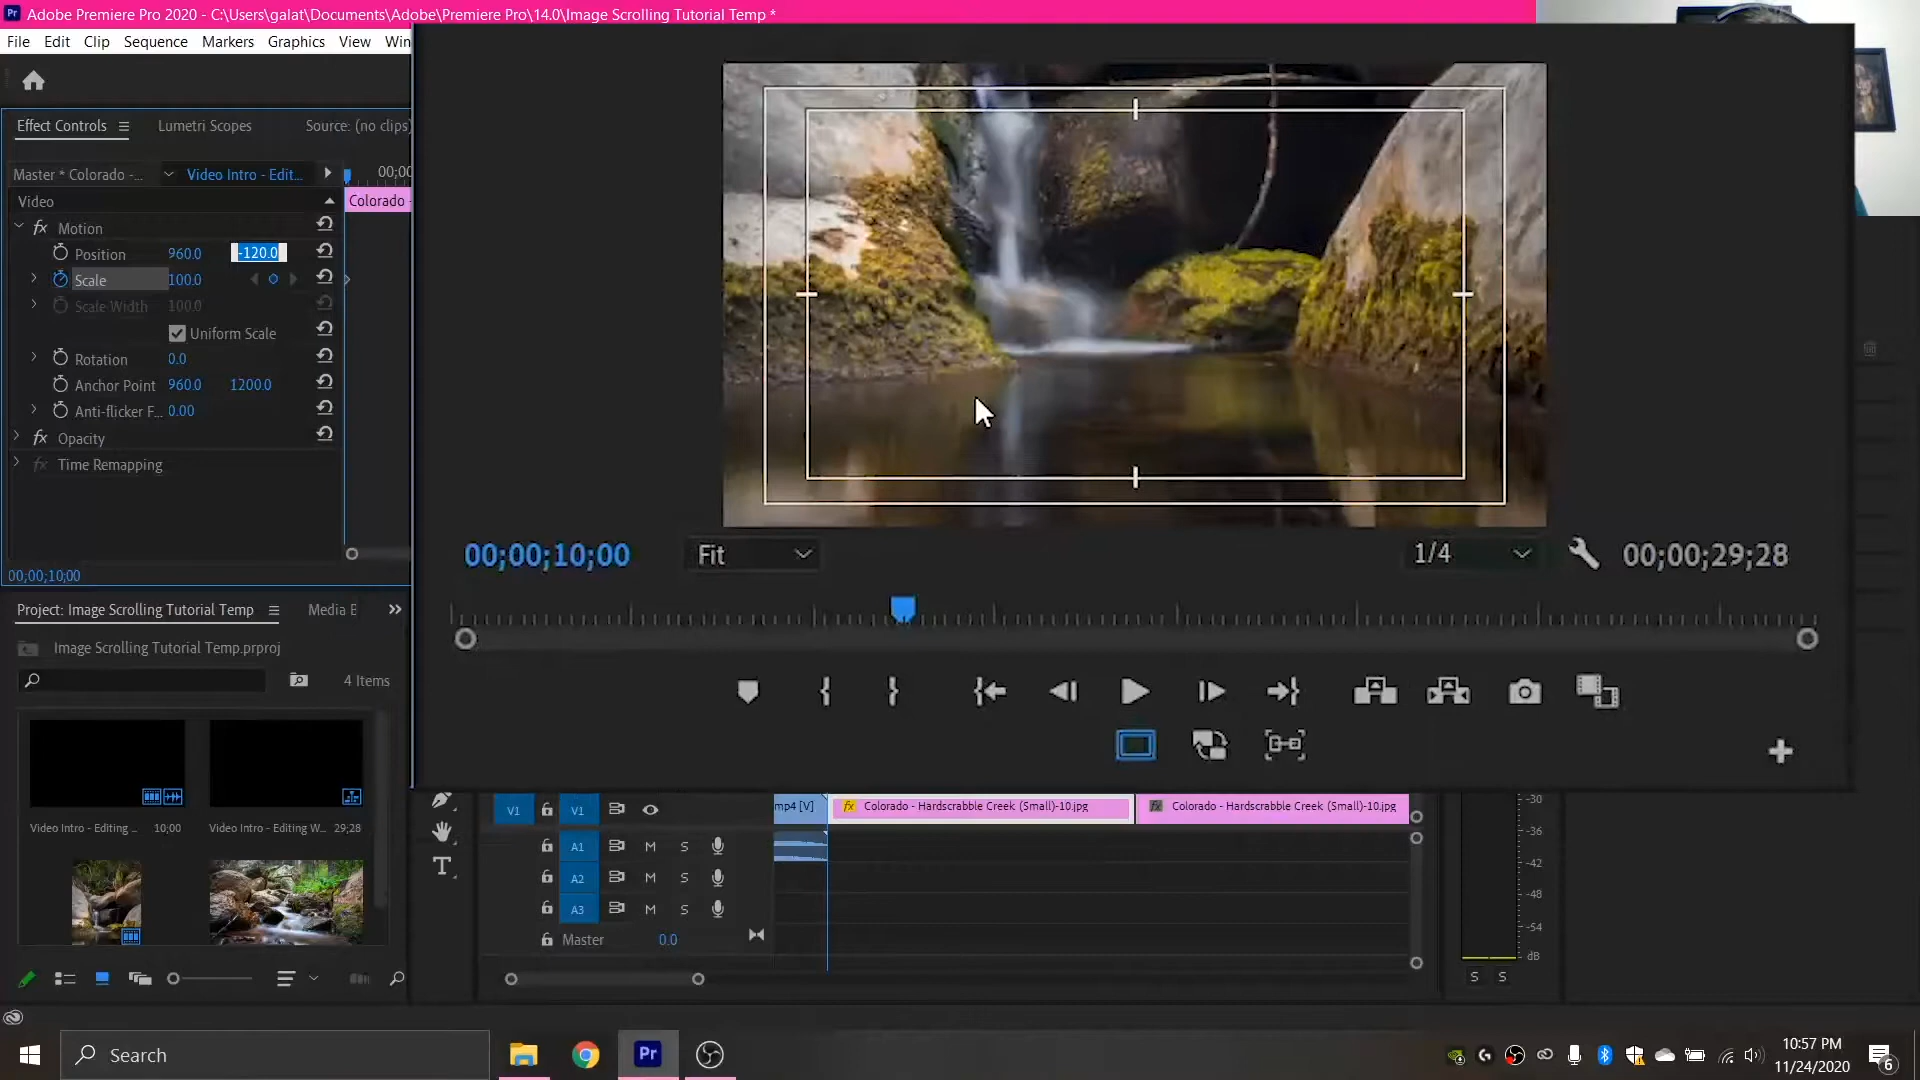 Pr Adobe Premiere Pro 2020 - C:\Users\galat\Documents\Adobe\Premiere Pro\14.0\Image Scrolling Tutorial Temp *
File Edit Clip Sequence Markers Graphics View Win
Effect Controls Lumetri Scopes Source: (no clips)
Master * Colorado -... Video Intro - Edit... 00;00
Video Colorado -
fx Motion
Position 960.0 -120.0
Scale 100.0
Scale Width 100.0
Uniform Scale
Rotation 0.0
Anchor Point 960.0 1200.0
Anti-flicker F... 0.00
fx Opacity
fx Time Remapping
00;00;10;00
00;00;10;00 Fit 1/4 00;00;29;28
Project: Image Scrolling Tutorial Temp Media B
Image Scrolling Tutorial Temp.prproj
4 Items
Video Intro - Editing ... 10;00 Video Intro - Editing W... 29;28
V1 V1 mp4 [V] fx Colorado - Hardscrabble Creek (Small)-10.jpg fx Colorado - Hardscrabble Creek (Small)-10.jpg
A1 M S
A2 M S
A3 M S
Master 0.0
T
-30
-36
-42
-48
-54
dB
S S
Search
Pr
10:57 PM
11/24/2020
6